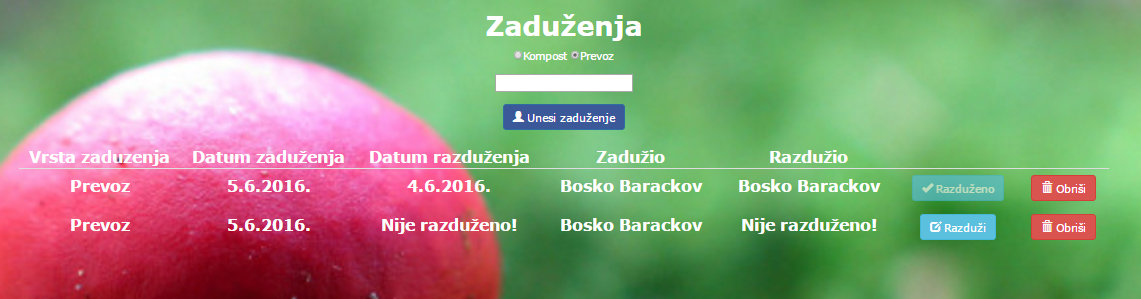 Zaduženja
Kompost Prevoz
Unesi zaduženje
Vrsta zaduzenja Datum zaduženja Datum razduženja Zadužio Razdužio
Prevoz 5.6.2016. 4.6.2016. Bosko Barackov Bosko Barackov Razduženo Obriši
Prevoz 5.6.2016. Nije razduženo! Bosko Barackov Nije razduženo! Razduži Obriši